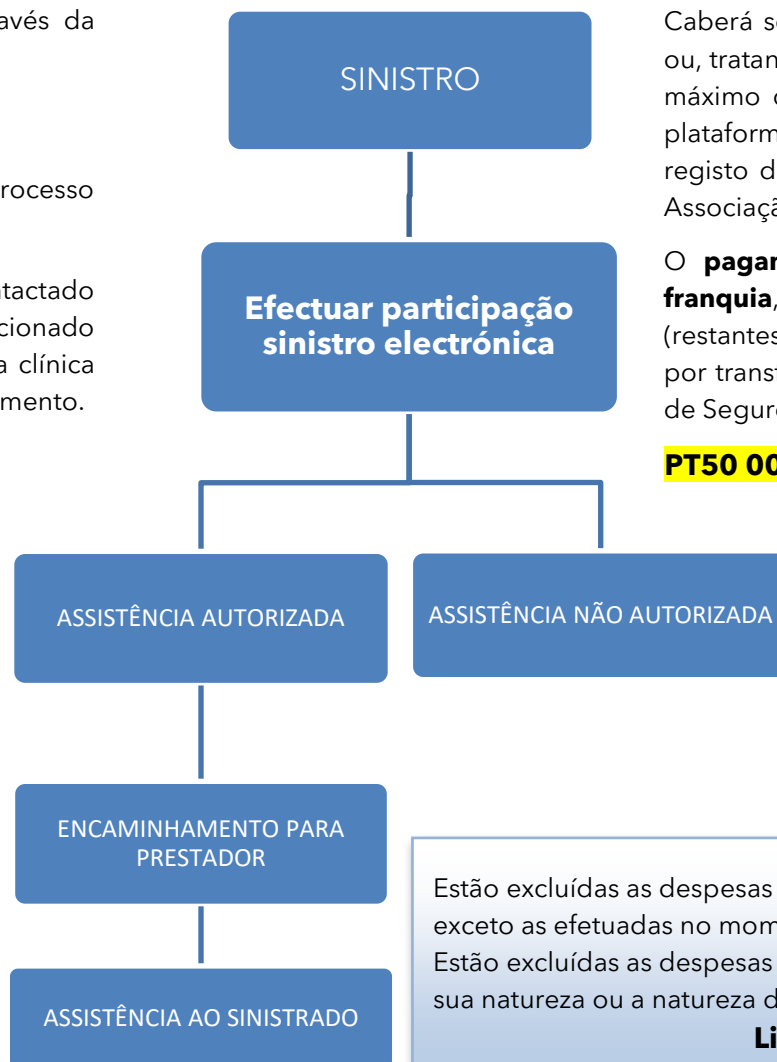 avés da
rocesso
tactado
cionado
a clínica
mento.
SINISTRO
Efectuar participação
sinistro electrónica
ASSISTÊNCIA AUTORIZADA
ASSISTÊNCIA NÃO AUTORIZADA
ENCAMINHAMENTO PARA
PRESTADOR
ASSISTÊNCIA AO SINISTRADO
Caberá s
ou, tratan
máximo
plataform
registo d
Associaçã
O pagar
franquia,
(restantes
por trans
de Segur
PT50 00
Estão excluídas as despesas
exceto as efetuadas no mom
Estão excluídas as despesas
sua natureza ou a natureza d
Li